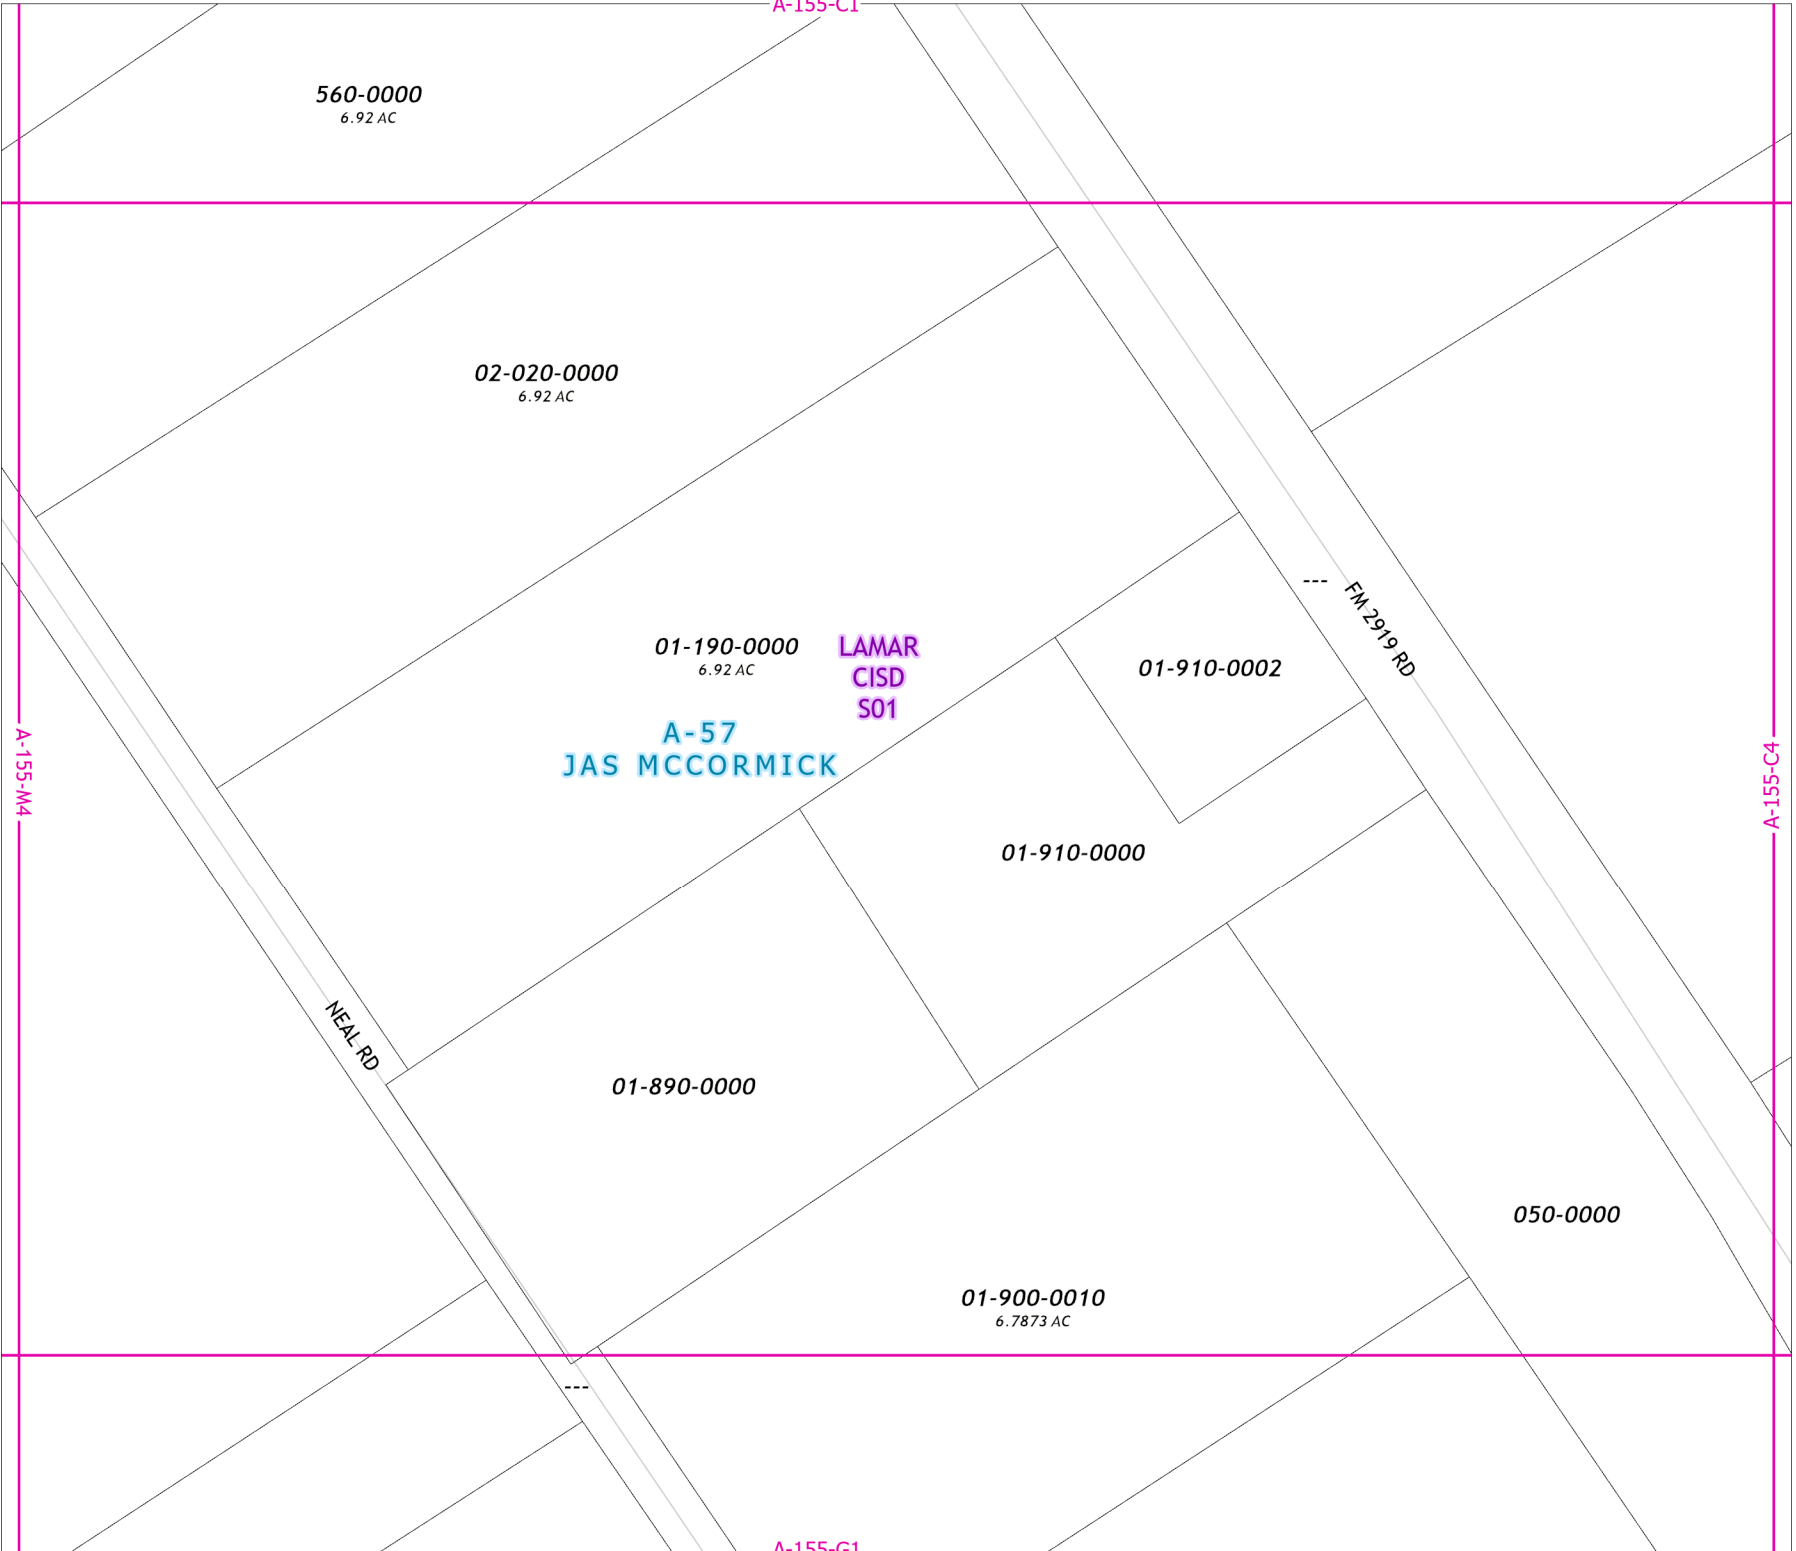 A-155-C1
560-0000
6.92 AC
02-020-0000
6.92 AC
---
FM 2919 RD
01-190-0000
6.92 AC
LAMAR
CISD
S01
01-910-0002
A-57
JAS MCCORMICK
A-155-M4
A-155-C4
01-910-0000
NEAL RD
01-890-0000
050-0000
01-900-0010
6.7873 AC
---
A-155-G1